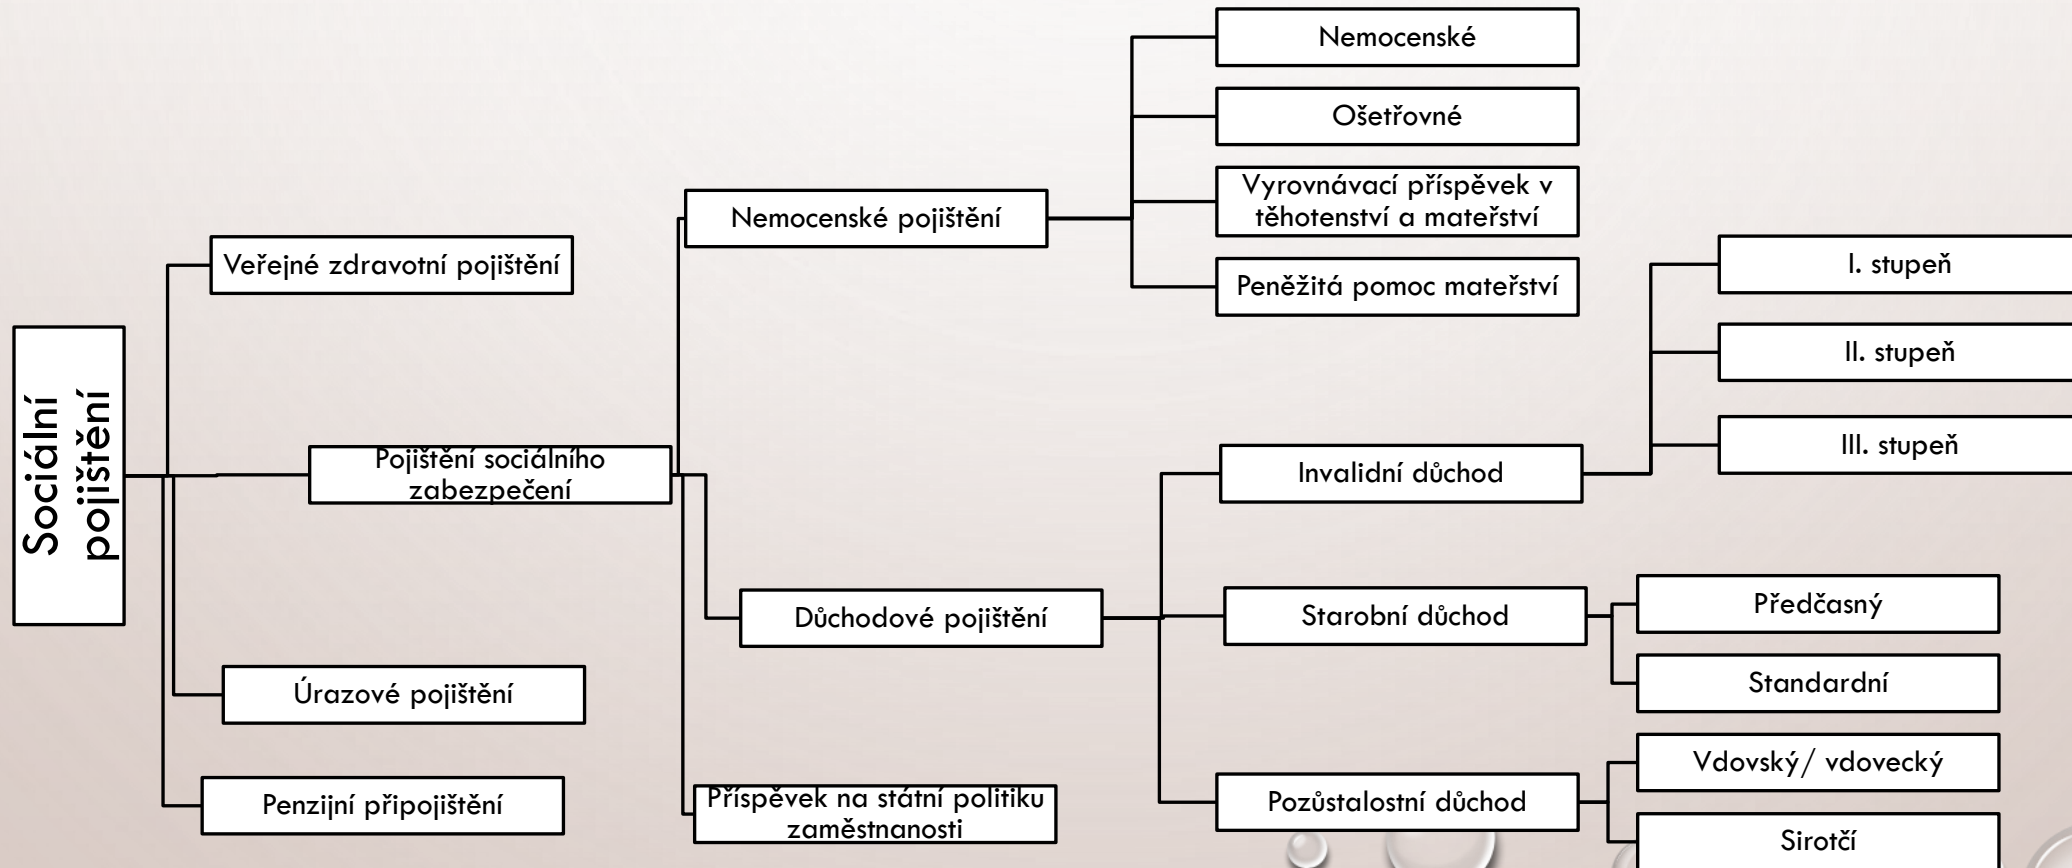 Sociální
pojištění
Veřejné zdravotní pojištění
Pojištění sociálního
zabezpečení
Úrazové pojištění
Penzijní připojištění
Nemocenské pojištění
Důchodové pojištění
Příspěvek na státní politiku
zaměstnanosti
Nemocenské
Ošetřovné
Vyrovnávací příspěvek v
těhotenství a mateřství
Peněžitá pomoc mateřství
Invalidní důchod
Starobní důchod
Pozůstalostní důchod
I. stupeň
II. stupeň
III. stupeň
Předčasný
Standardní
Vdovský/ vdovecký
Sirotčí